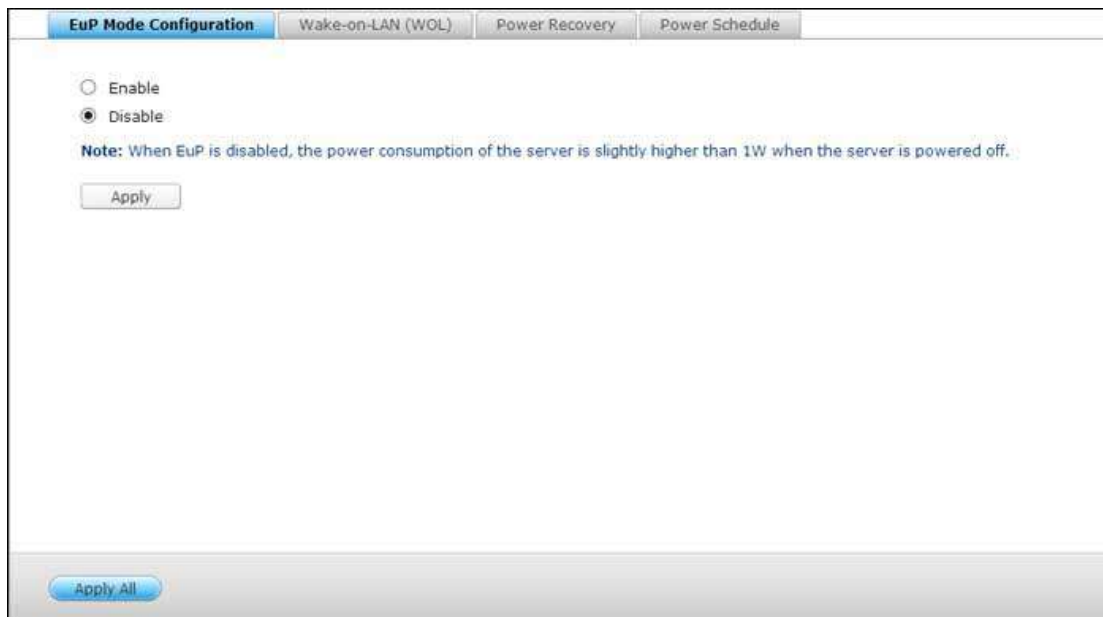 EuP Mode Configuration Wake-on-LAN (WOL) Power Recovery Power Schedule
Enable
Disable
Note: When EuP is disabled, the power consumption of the server is slightly higher than 1W when the server is powered off.
Apply
Apply All